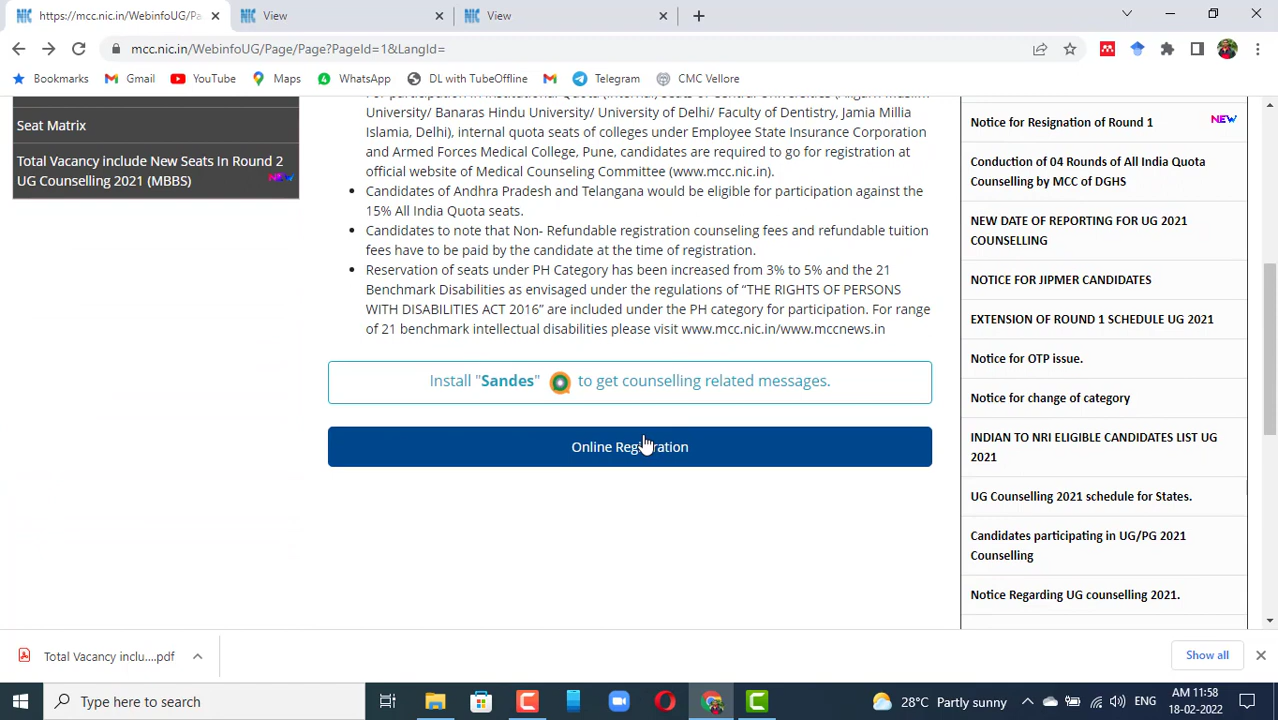 https://mcc.nic.in/WebinfoUG/Pa
View
View
mcc.nic.in/WebinfoUG/Page/Page?PageId=1&LangId=
Bookmarks
Gmail
YouTube
Maps
WhatsApp
DL with TubeOffline
Telegram
CMC Vellore
Seat Matrix
Total Vacancy include New Seats In Round 2
UG Counselling 2021 (MBBS)
NEW
University/ Banaras Hindu University/ University of Delhi/ Faculty of Dentistry, Jamia Millia
Islamia, Delhi), internal quota seats of colleges under Employee State Insurance Corporation
and Armed Forces Medical College, Pune, candidates are required to go for registration at
official website of Medical Counseling Committee (www.mcc.nic.in).
• Candidates of Andhra Pradesh and Telangana would be eligible for participation against the
15% All India Quota seats.
• Candidates to note that Non- Refundable registration counseling fees and refundable tuition
fees have to be paid by the candidate at the time of registration.
• Reservation of seats under PH Category has been increased from 3% to 5% and the 21
Benchmark Disabilities as envisaged under the regulations of “THE RIGHTS OF PERSONS
WITH DISABILITIES ACT 2016” are included under the PH category for participation. For range
of 21 benchmark intellectual disabilities please visit www.mcc.nic.in/www.mccnews.in
Install "Sandes" to get counselling related messages.
Online Registration
Notice for Resignation of Round 1
NEW
Conduction of 04 Rounds of All India Quota
Counselling by MCC of DGHS
NEW DATE OF REPORTING FOR UG 2021
COUNSELLING
NOTICE FOR JIPMER CANDIDATES
EXTENSION OF ROUND 1 SCHEDULE UG 2021
Notice for OTP issue.
Notice for change of category
INDIAN TO NRI ELIGIBLE CANDIDATES LIST UG
2021
UG Counselling 2021 schedule for States.
Candidates participating in UG/PG 2021
Counselling
Notice Regarding UG counselling 2021.
Total Vacancy inclu....pdf
Show all
Type here to search
28°C Partly sunny
ENG
AM 11:58
18-02-2022